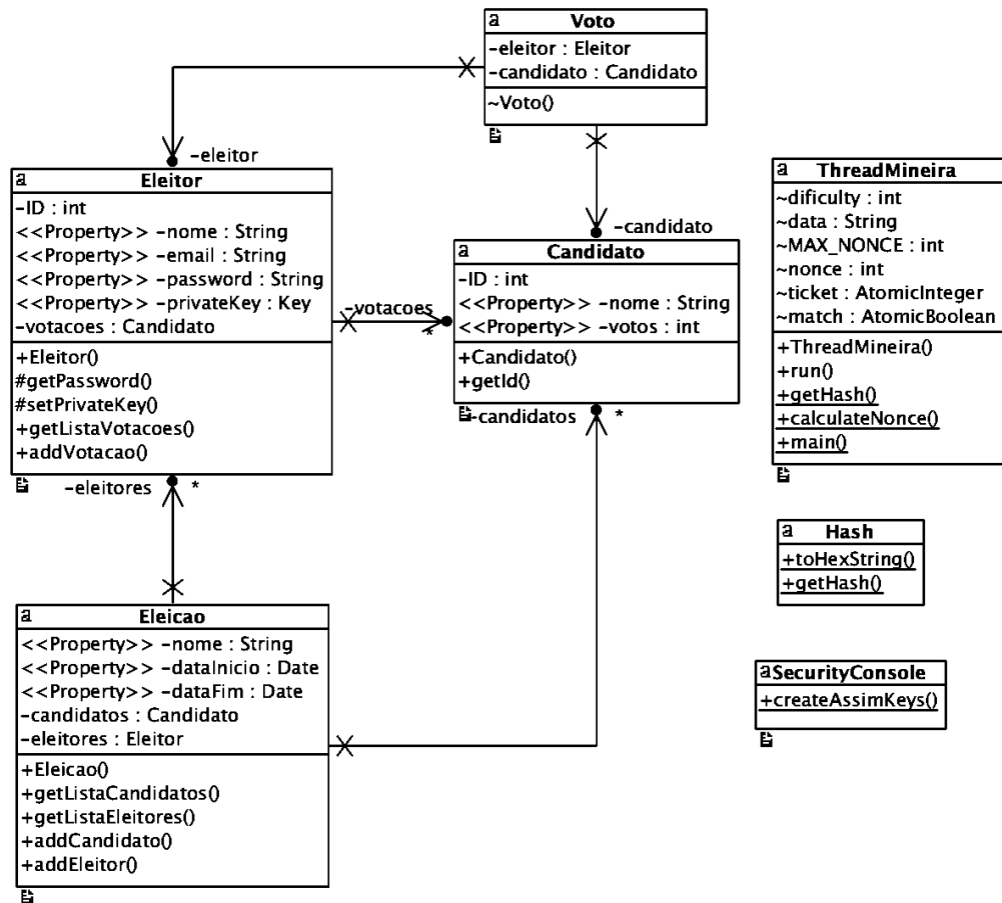 a Voto
-eleitor : Eleitor
-candidato : Candidato
~Voto()
-eleitor
a Eleitor
-ID : int
<<Property>> -nome : String
<<Property>> -email : String
<<Property>> -password : String
<<Property>> -privateKey : Key
-votacoes : Candidato
+Eleitor()
#getPassword()
#setPrivateKey()
+getListaVotacoes()
+addVotacao()
-votacoes
*
-candidato
a Candidato
-ID : int
<<Property>> -nome : String
<<Property>> -votos : int
+Candidato()
+getId()
-candidatos *
a ThreadMineira
~dificulty : int
~data : String
~MAX_NONCE : int
~nonce : int
~ticket : AtomicInteger
~match : AtomicBoolean
+ThreadMineira()
+run()
+getHash()
+calculateNonce()
+main()
-eleitores *
a Hash
+toHexString()
+getHash()
a Eleicao
<<Property>> -nome : String
<<Property>> -dataInicio : Date
<<Property>> -dataFim : Date
-candidatos : Candidato
-eleitores : Eleitor
+Eleicao()
+getListaCandidatos()
+getListaEleitores()
+addCandidato()
+addEleitor()
a SecurityConsole
+createAssimKeys()